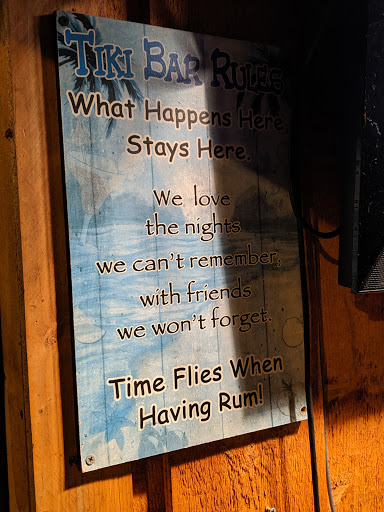 Tiki Bar Rules
What Happens Here,
Stays Here.
We love
the nights
we can't remember,
with friends
we won't forget.
Time Flies When
Having Rum!